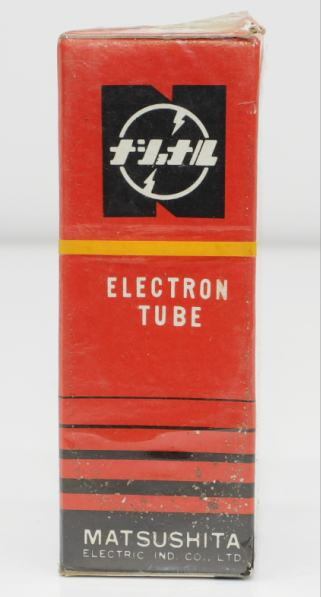 N
ナショナル
ELECTRON
TUBE
MATSUSHITA
ELECTRIC IND. CO., LTD